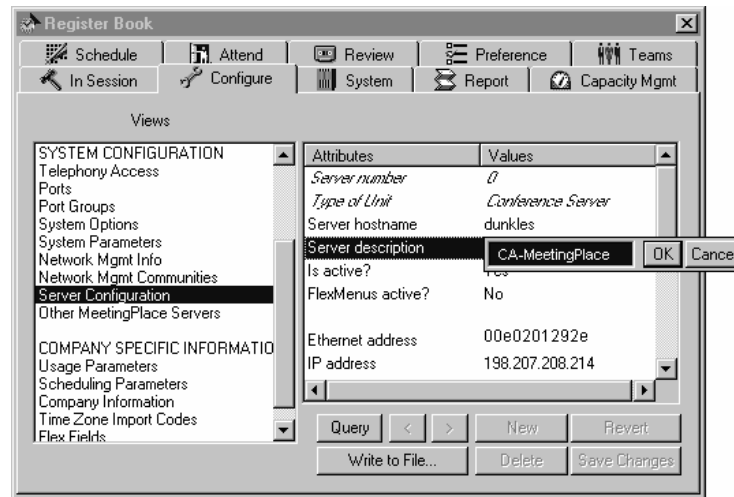 Register Book
Schedule Attend Review Preference Teams
In Session Configure System Report Capacity Mgmt
Views
SYSTEM CONFIGURATION
Telephony Access
Ports
Port Groups
System Options
System Parameters
Network Mgmt Info
Network Mgmt Communities
Server Configuration
Other MeetingPlace Servers
COMPANY SPECIFIC INFORMATIO
Usage Parameters
Scheduling Parameters
Company Information
Time Zone Import Codes
Flex Fields
Attributes Values
Server number 0
Type of Unit Conference Server
Server hostname dunkles
Server description CA-MeetingPlace OK Cance
Is active? Yes
FlexMenus active? No
Ethernet address 00e0201292e
IP address 198.207.208.214
Query < > New Revert
Write to File... Delete Save Changes